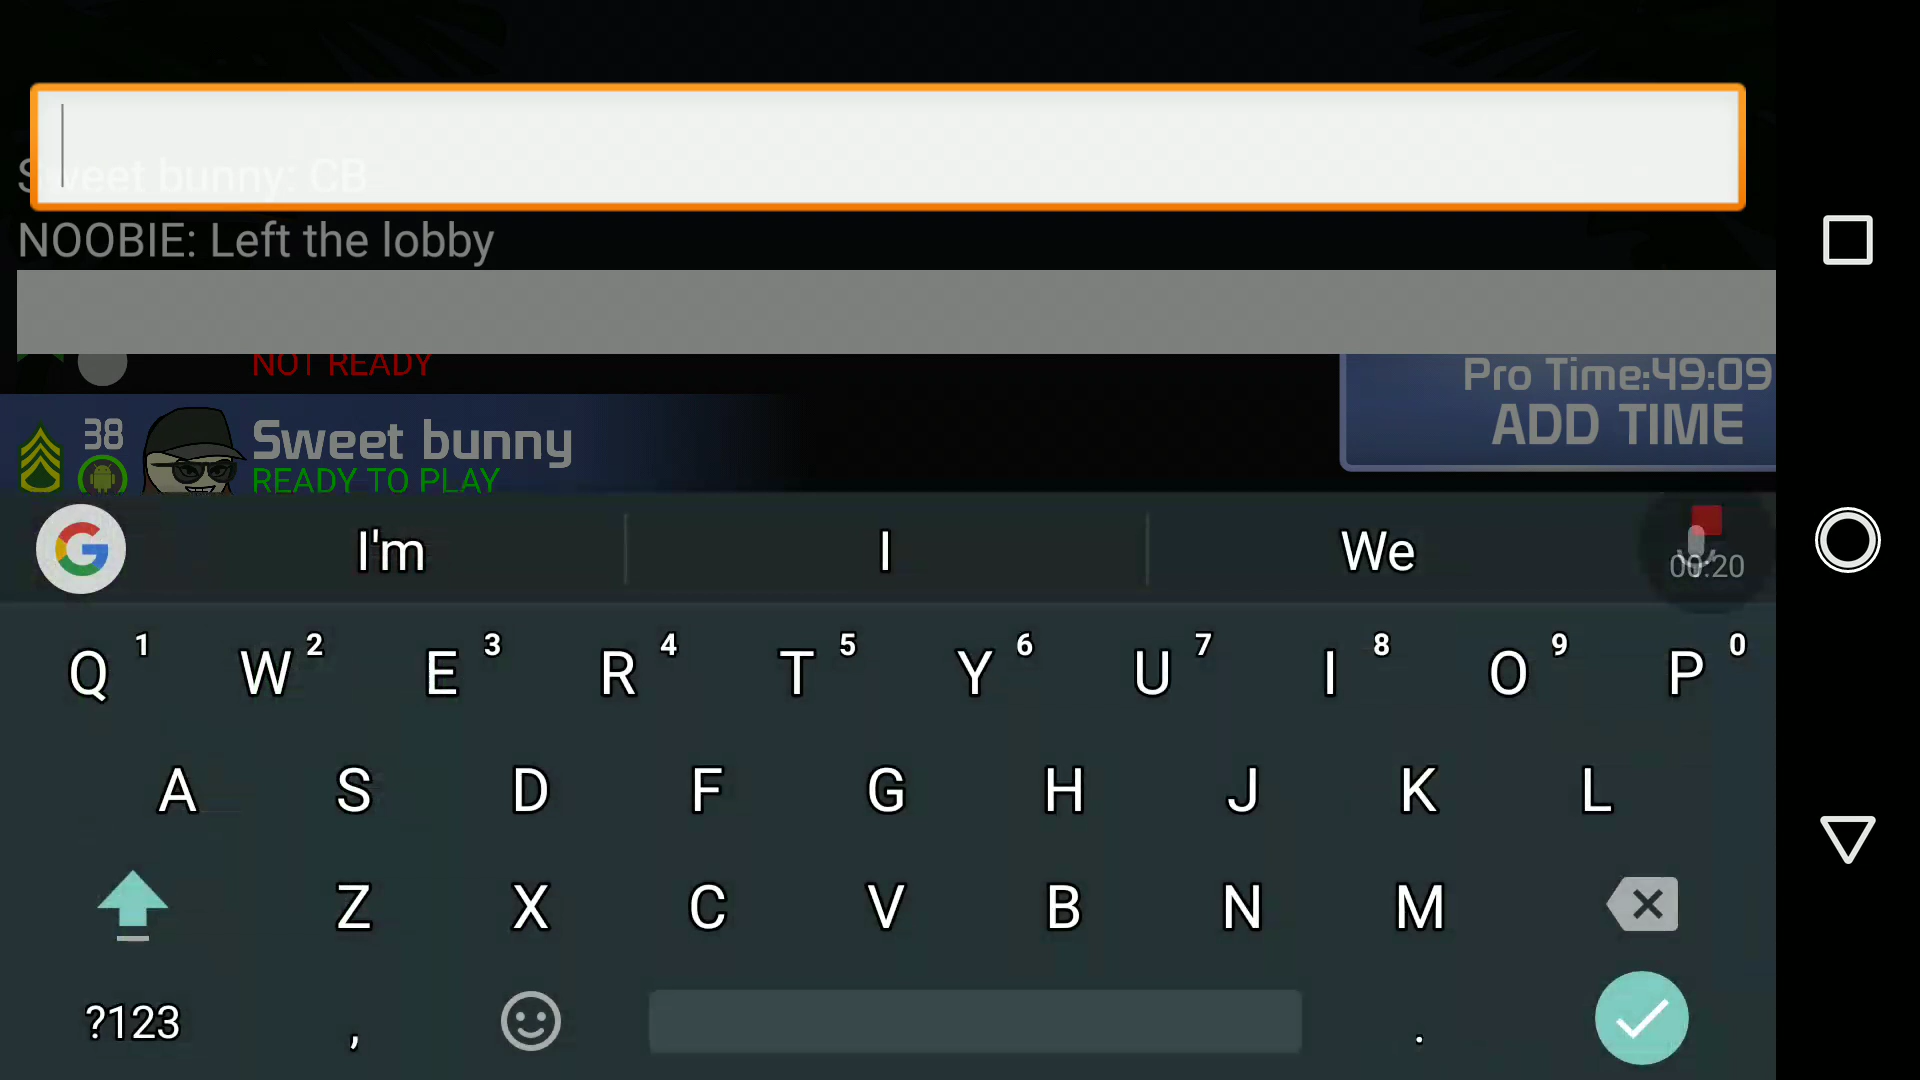 Sweet bunny: CB
NOOBIE: Left the lobby
NOT READY
Pro Time:49:09
ADD TIME
38
Sweet bunny
READY TO PLAY
G
I'm I We
00:20
Q 1 W 2 E 3 R 4 T 5 Y 6 U 7 I 8 O 9 P 0
A S D F G H J K L
Z X C V B N M
?123 , .